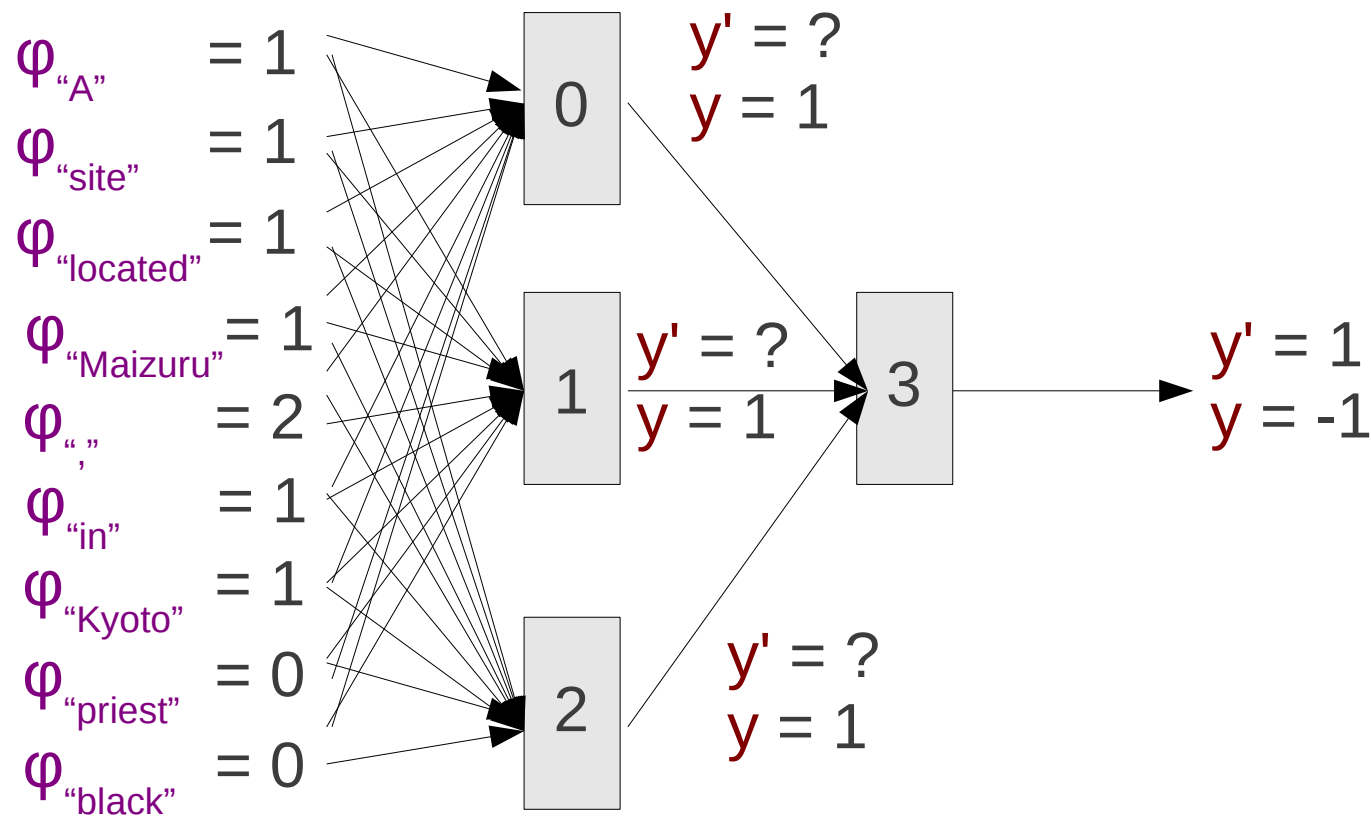 φ“A” = 1
φ“site” = 1
φ“located” = 1
φ“Maizuru” = 1
φ“,” = 2
φ“in” = 1
φ“Kyoto” = 1
φ“priest” = 0
φ“black” = 0
0
1
2
y' = ?
y = 1
y' = ?
y = 1
y' = ?
y = 1
3
y' = 1
y = -1